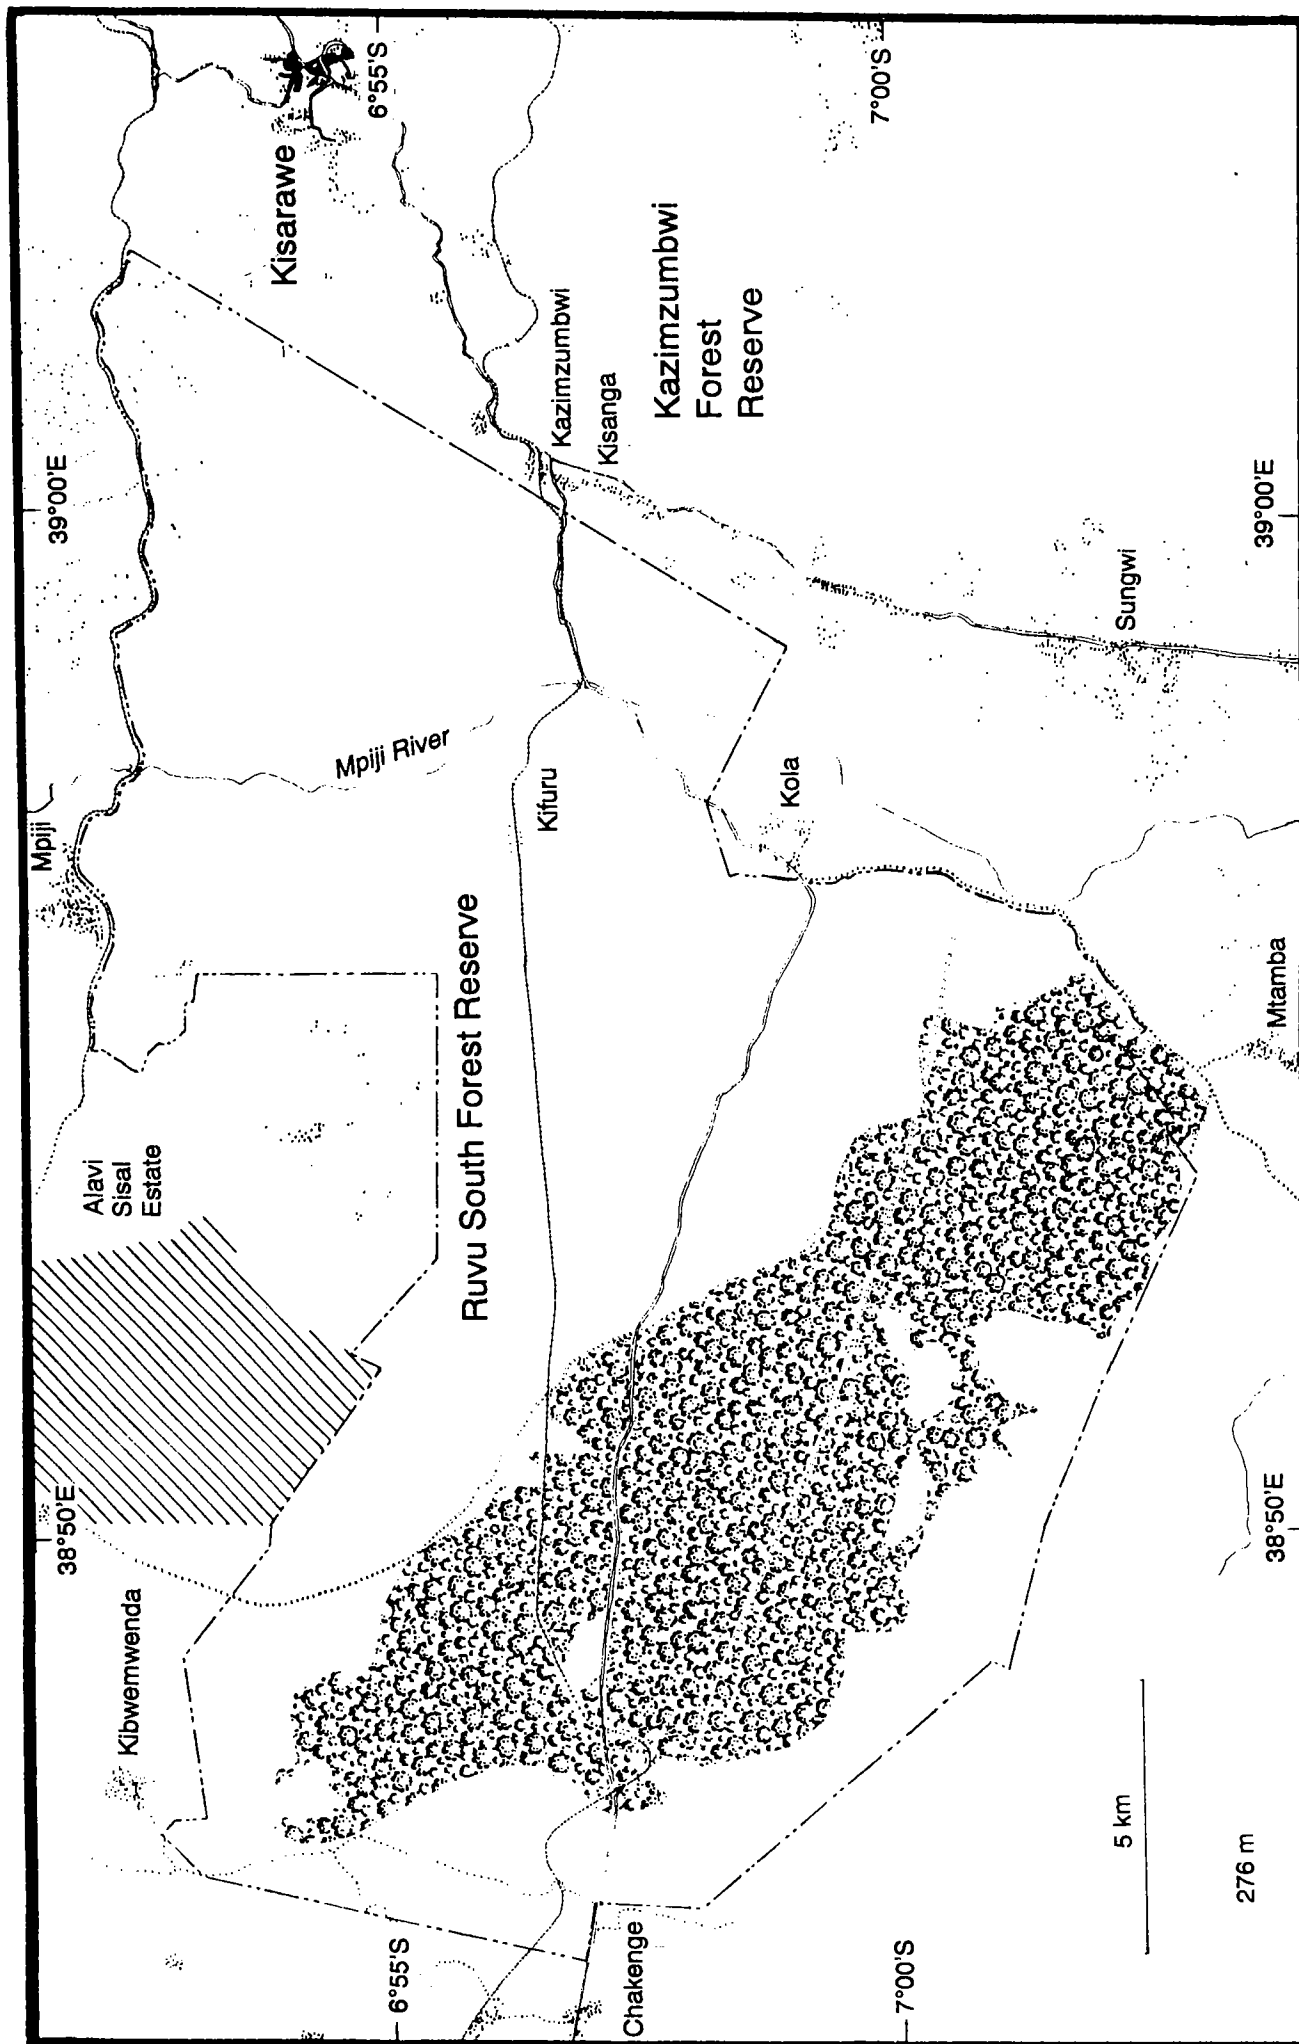 Kibwemwenda
38°50'E
Alavi
Sisal
Estate
Mpiji
39°00'E
Kisarawe
6°55'S
Mpiji River
6°55'S
Ruvu South Forest Reserve
Kifuru
Kazimzumbwi
Kisanga
Kazimzumbwi
Forest
Reserve
Chakenge
Kola
7°00'S
7°00'S
5 km
Sungwi
276 m
38°50'E
Mtamba
39°00'E